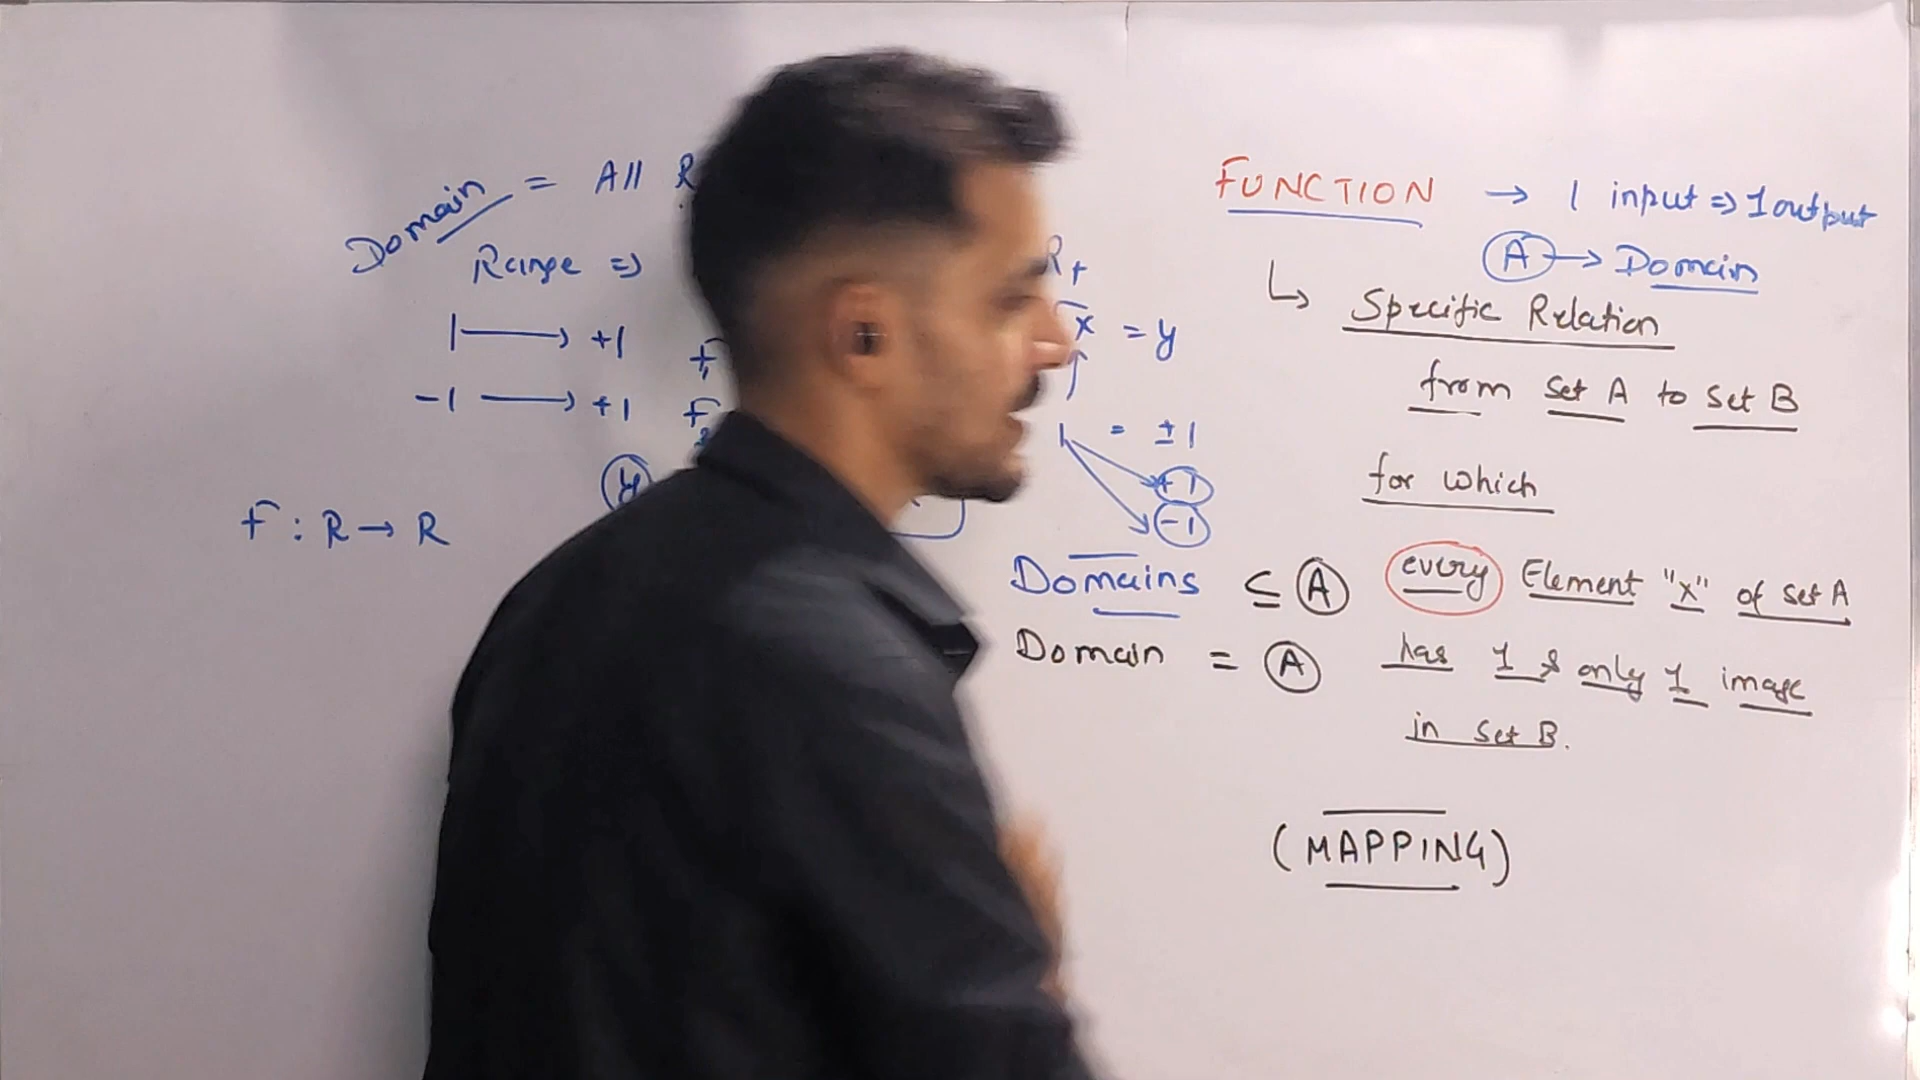 Domain = All R
Range =>
1 → +1
-1 → +1
y
F : R → R
R+
√x = y
1 = ±1
+1
-1
FUNCTION → 1 input => 1 output
A → Domain
↳ Specific Relation
from Set A to Set B
for which
Domains ⊆ A
every Element "x" of Set A
Domain = A
has 1 & only 1 image
in Set B.
(MAPPING)